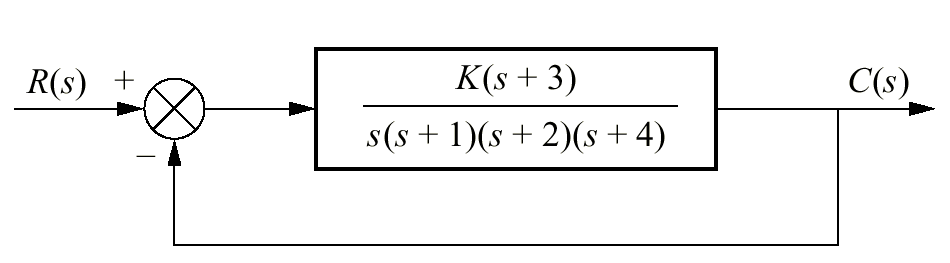 R(s) + K(s + 3) C(s)
s(s + 1)(s + 2)(s + 4)
−